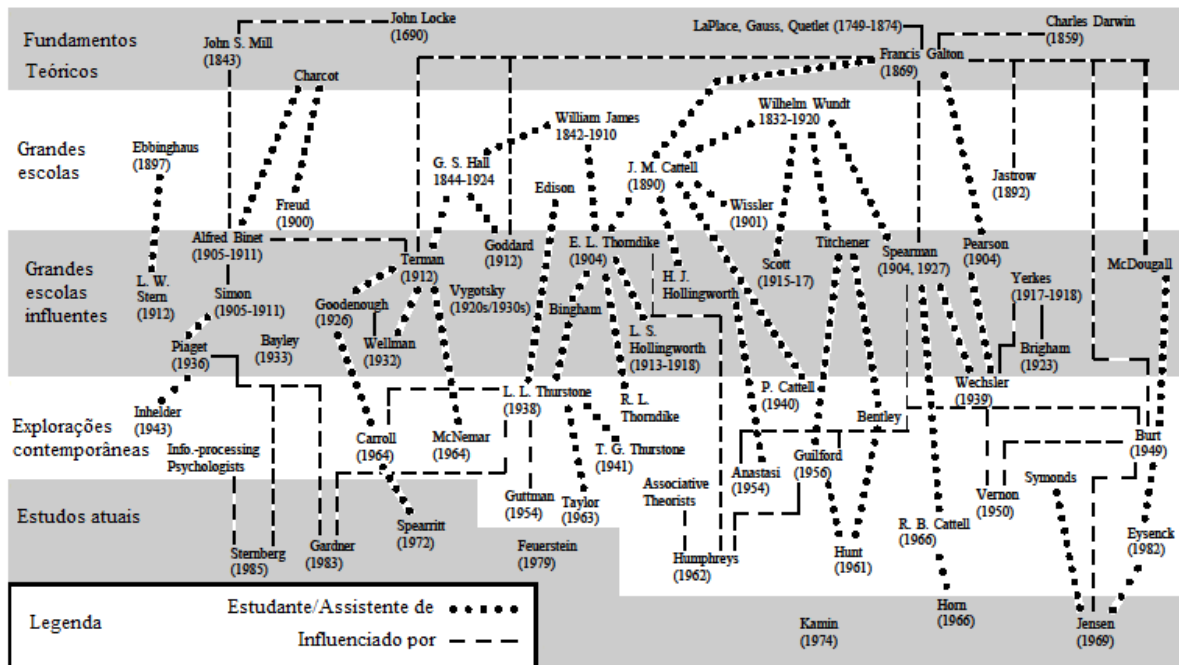 John Locke
(1690)
LaPlace, Gauss, Quetlet (1749-1874)
Charles Darwin
(1859)
Fundamentos
Teóricos
John S. Mill
(1843)
Francis Galton
(1869)
Charcot
William James
1842-1910
Wilhelm Wundt
1832-1920
Grandes
escolas
Ebbinghaus
(1897)
G. S. Hall
1844-1924
Edison
J. M. Cattell
(1890)
Jastrow
(1892)
Freud
(1900)
Wissler
(1901)
Grandes
escolas
influentes
Alfred Binet
(1905-1911)
Terman
(1912)
Goddard
(1912)
E. L. Thorndike
(1904)
Titchener
Spearman
(1904, 1927)
Pearson
(1904)
L. W.
Stern
(1912)
Simon
(1905-1911)
Goodenough
(1926)
Vygotsky
(1920s/1930s)
Bingham
H. J.
Hollingworth
Scott
(1915-17)
Yerkes
(1917-1918)
McDougall
Piaget
(1936)
Bayley
(1933)
Wellman
(1932)
L. S.
Hollingworth
(1913-1918)
Brigham
(1923)
Explorações
contemporâneas
Inhelder
(1943)
L. L. Thurstone
(1938)
R. L.
Thorndike
P. Cattell
(1940)
Wechsler
(1939)
Bentley
Info.-processing
Psychologists
Carroll
(1964)
McNemar
(1964)
T. G. Thurstone
(1941)
Guilford
(1956)
Burt
(1949)
Anastasi
(1954)
Associative
Theorists
Vernon
(1950)
Symonds
Estudos atuais
Guttman
(1954)
Taylor
(1963)
Spearritt
(1972)
R. B. Cattell
(1966)
Eysenck
(1982)
Sternberg
(1985)
Gardner
(1983)
Feuerstein
(1979)
Humphreys
(1962)
Hunt
(1961)
Horn
(1966)
Kamin
(1974)
Jensen
(1969)
Legenda
Estudante/Assistente de
Influenciado por